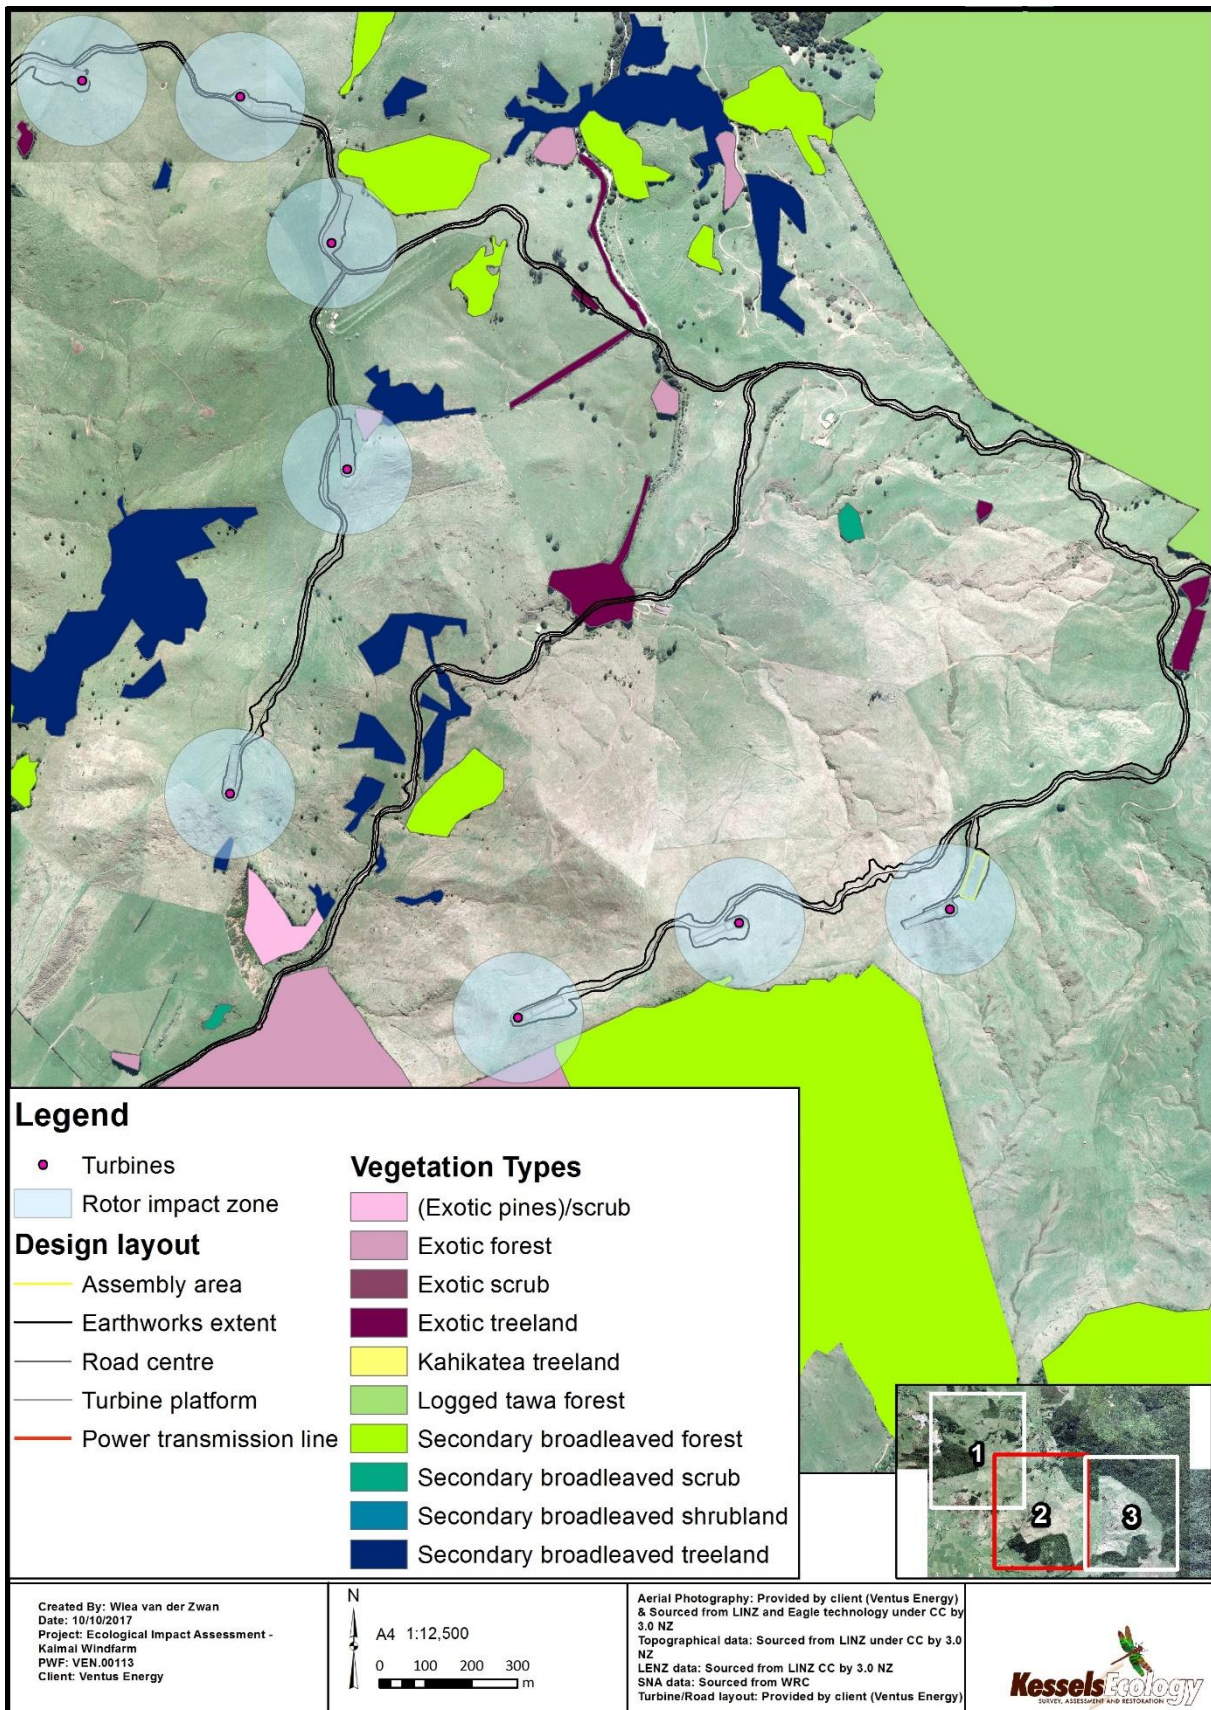 Legend
Turbines
Rotor impact zone
Design layout
Assembly area
Earthworks extent
Road centre
Turbine platform
Power transmission line
Vegetation Types
(Exotic pines)/scrub
Exotic forest
Exotic scrub
Exotic treeland
Kahikatea treeland
Logged tawa forest
Secondary broadleaved forest
Secondary broadleaved scrub
Secondary broadleaved shrubland
Secondary broadleaved treeland
1
2
3
Created By: Wiea van der Zwan
Date: 10/10/2017
Project: Ecological Impact Assessment -
Kaimai Windfarm
PWF: VEN.00113
Client: Ventus Energy
N
A4 1:12,500
0 100 200 300
m
Aerial Photography: Provided by client (Ventus Energy)
& Sourced from LINZ and Eagle technology under CC by
3.0 NZ
Topographical data: Sourced from LINZ under CC by 3.0
NZ
LENZ data: Sourced from LINZ CC by 3.0 NZ
SNA data: Sourced from WRC
Turbine/Road layout: Provided by client (Ventus Energy)
KesselsEcology
SURVEY, ASSESSMENT AND RESTORATION